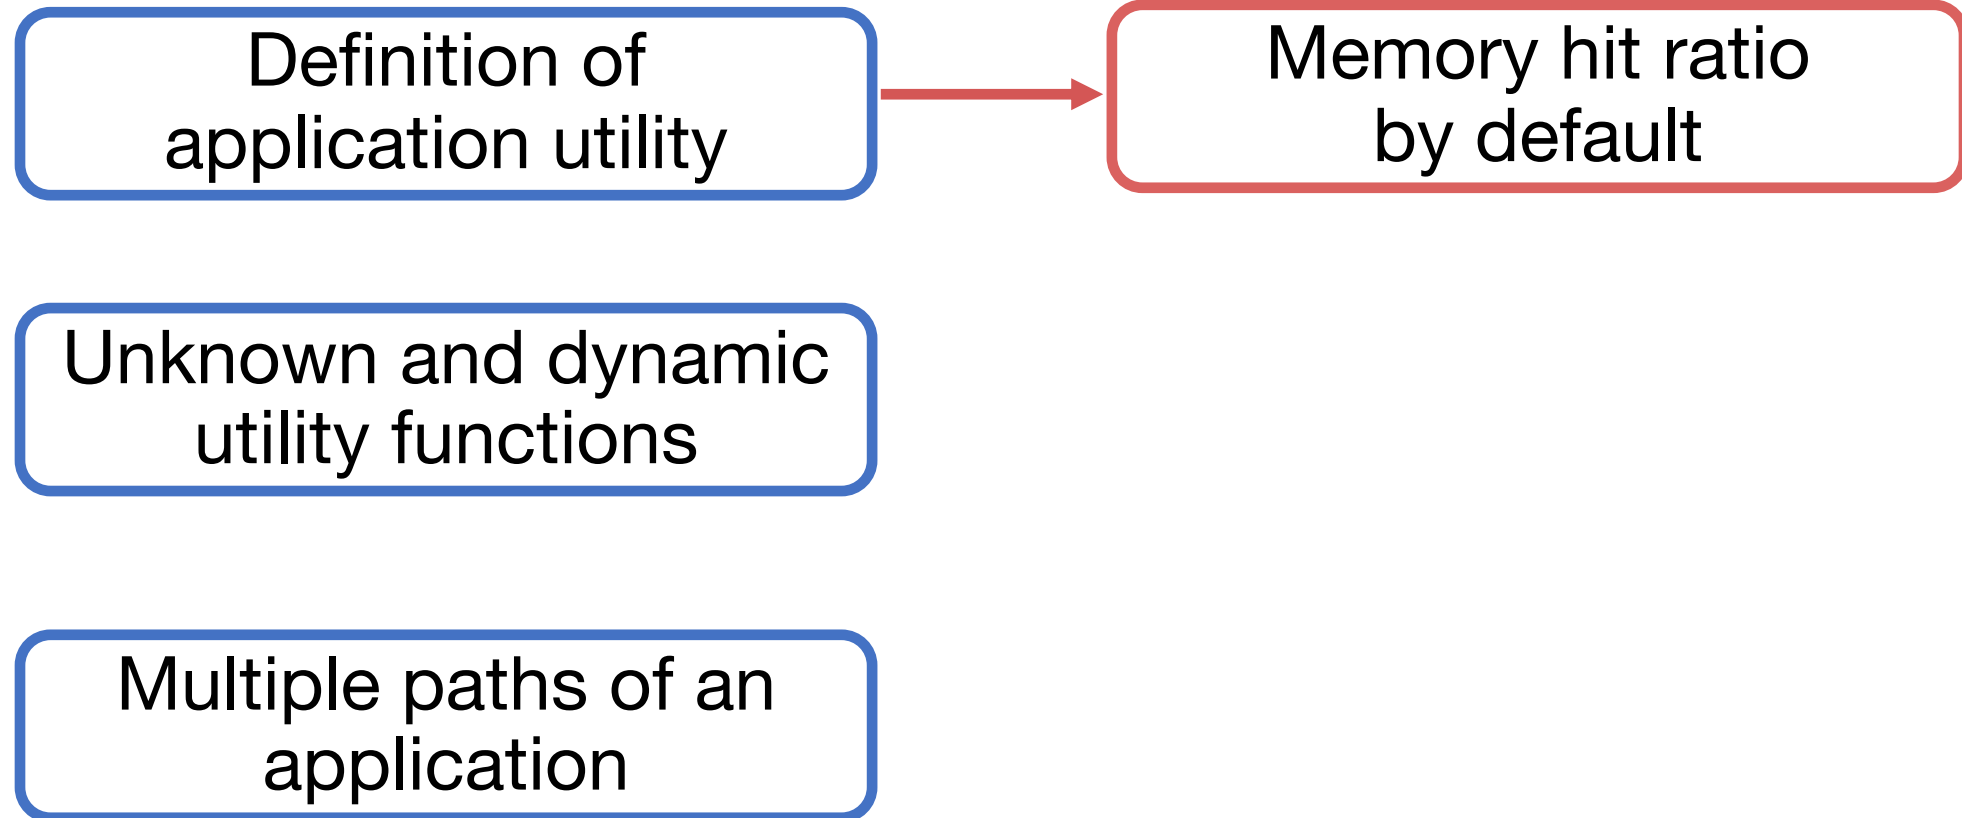 Definition of
application utility
Memory hit ratio
by default
Unknown and dynamic
utility functions
Multiple paths of an
application